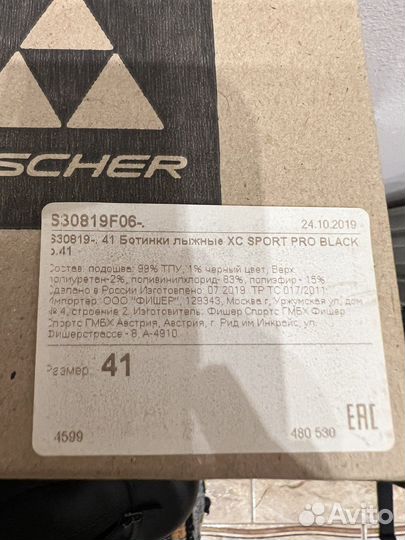 SCHER
S30819F06-.
24.10.2019
S30819-. 41 Ботинки лыжные XC SPORT PRO BLACK
р.41
Состав: подошва: 99% ТПУ, 1% черный цвет, Верх:
полиуретан-2%, поливинилхлорид- 83%, полиэфир - 15%
Сделано в России Изготовлено: 07.2019 ТР ТС 017/2011
Импортер: ООО "ФИШЕР", 129343, Москва г, Уржумская ул, дом
№ 4, строение 2, Изготовитель: Фишер Спортс ГМБХ Фишер
Спортс ГМБХ Австрия, Австрия, г. Рид им Инкрайс, ул.
Фишерштрассе - 8, А-4910
Размер: 41
EAC
4599
480 530
Avito